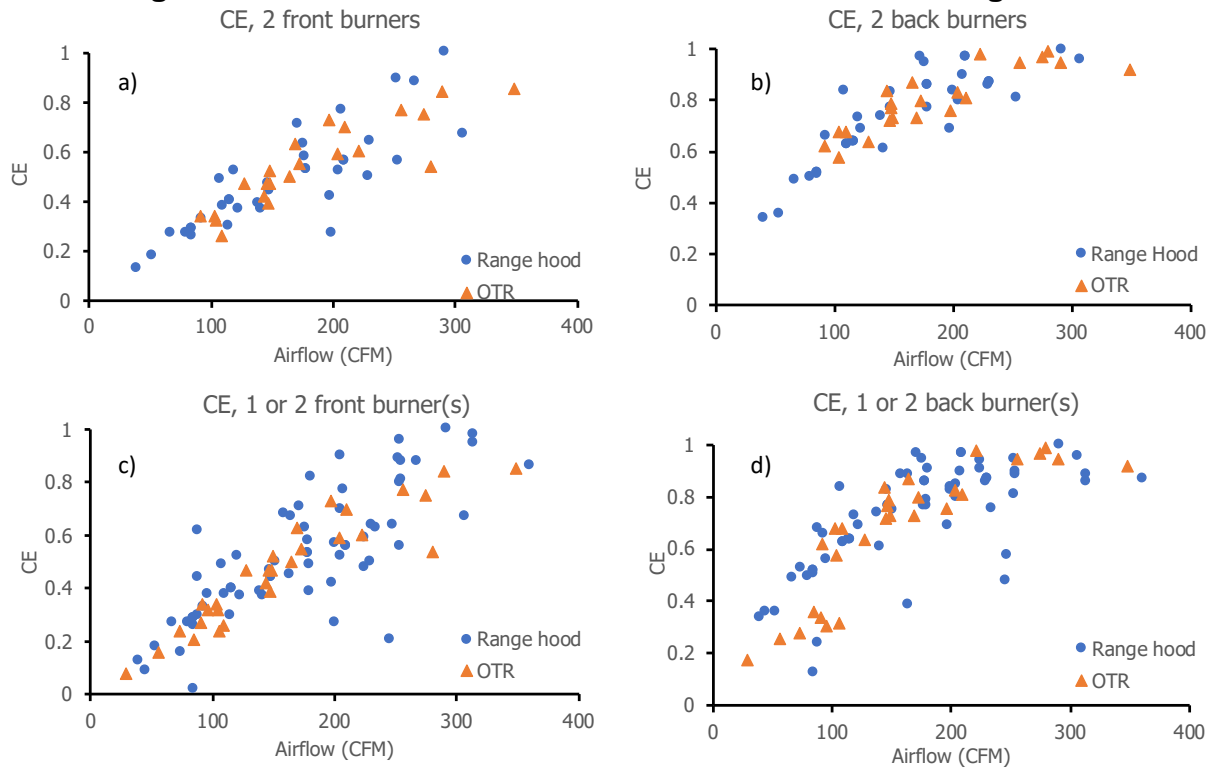 CE, 2 front burners
a)
1
0.8
0.6
0.4
0.2
0
CE
0 100 200 300 400
Airflow (CFM)
Range hood
OTR
CE, 2 back burners
b)
1
0.8
0.6
0.4
0.2
0
CE
0 100 200 300 400
Airflow (CFM)
Range Hood
OTR
CE, 1 or 2 front burner(s)
c)
1
0.8
0.6
0.4
0.2
0
CE
0 100 200 300 400
Airflow (CFM)
Range hood
OTR
CE, 1 or 2 back burner(s)
d)
1
0.8
0.6
0.4
0.2
0
CE
0 100 200 300 400
Airflow (CFM)
Range hood
OTR